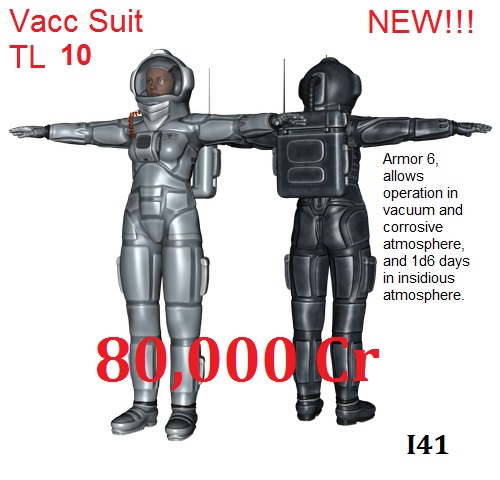 Vacc Suit
TL 10
NEW!!!
Armor 6,
allows
operation in
vacuum and
corrosive
atmosphere,
and 1d6 days
in insidious
atmosphere.
80,000 Cr
I41